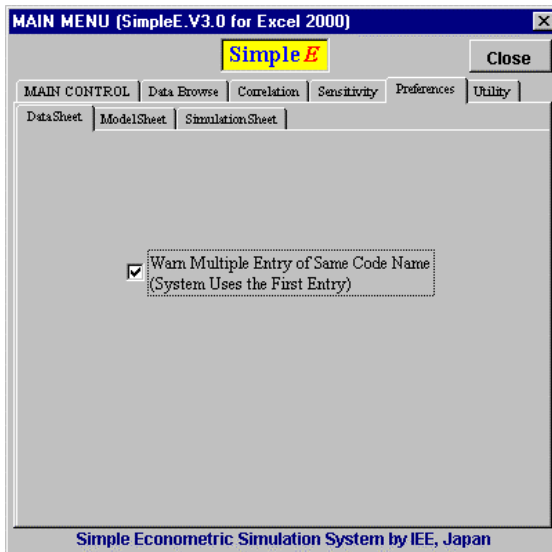 MAIN MENU (SimpleE.V3.0 for Excel 2000)
Simple E
Close
MAIN CONTROL Data Browse Correlation Sensitivity Preferences Utility
DataSheet ModelSheet SimulationSheet
Warn Multiple Entry of Same Code Name
(System Uses the First Entry)
Simple Econometric Simulation System by IEE, Japan